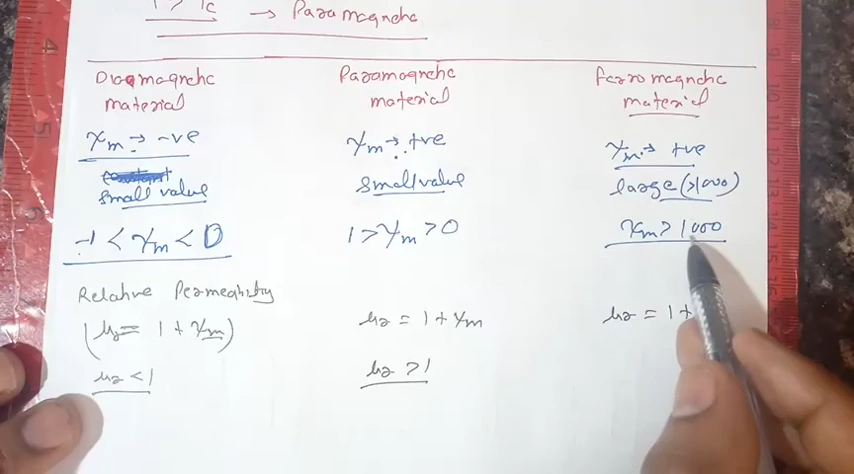 T > Tc → Paramagnetic
Diamagnetic material
χm → -ve
small value
-1 < χm < 0
Relative Permeability
(μr = 1 + χm)
μr < 1
Paramagnetic material
χm → +ve
small value
1 > χm > 0
μr = 1 + χm
μr > 1
Ferromagnetic material
χm → +ve
large (>1000)
χm > 1000
μr = 1 +